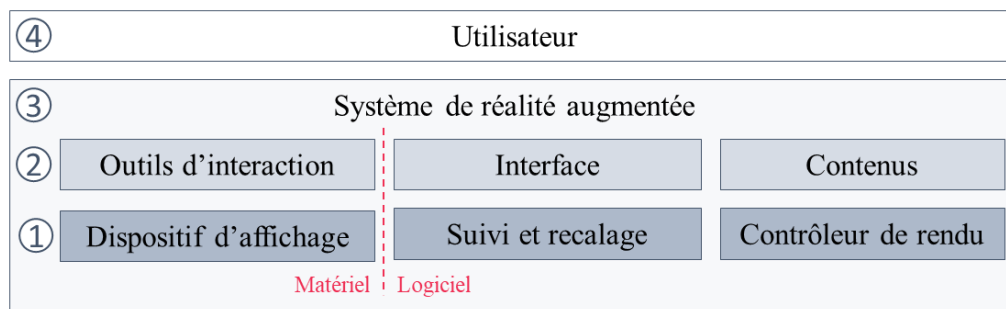 ④ Utilisateur
③ Système de réalité augmentée
② Outils d’interaction Interface Contenus
① Dispositif d’affichage Suivi et recalage Contrôleur de rendu
Matériel Logiciel